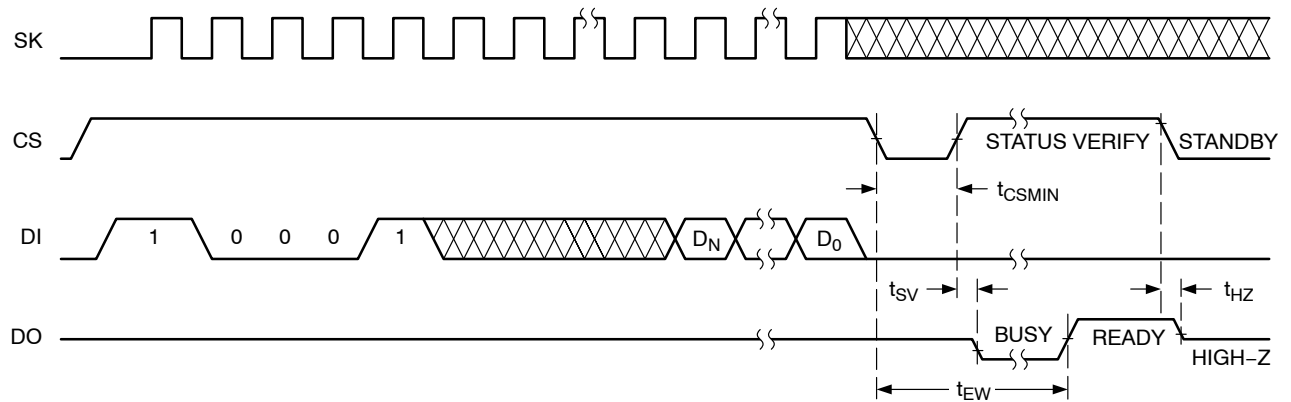 SK
CS
STATUS VERIFY
STANDBY
tCSMIN
DI
1
0
0
0
1
DN
D0
tSV
tHZ
DO
BUSY
READY
HIGH–Z
tEW